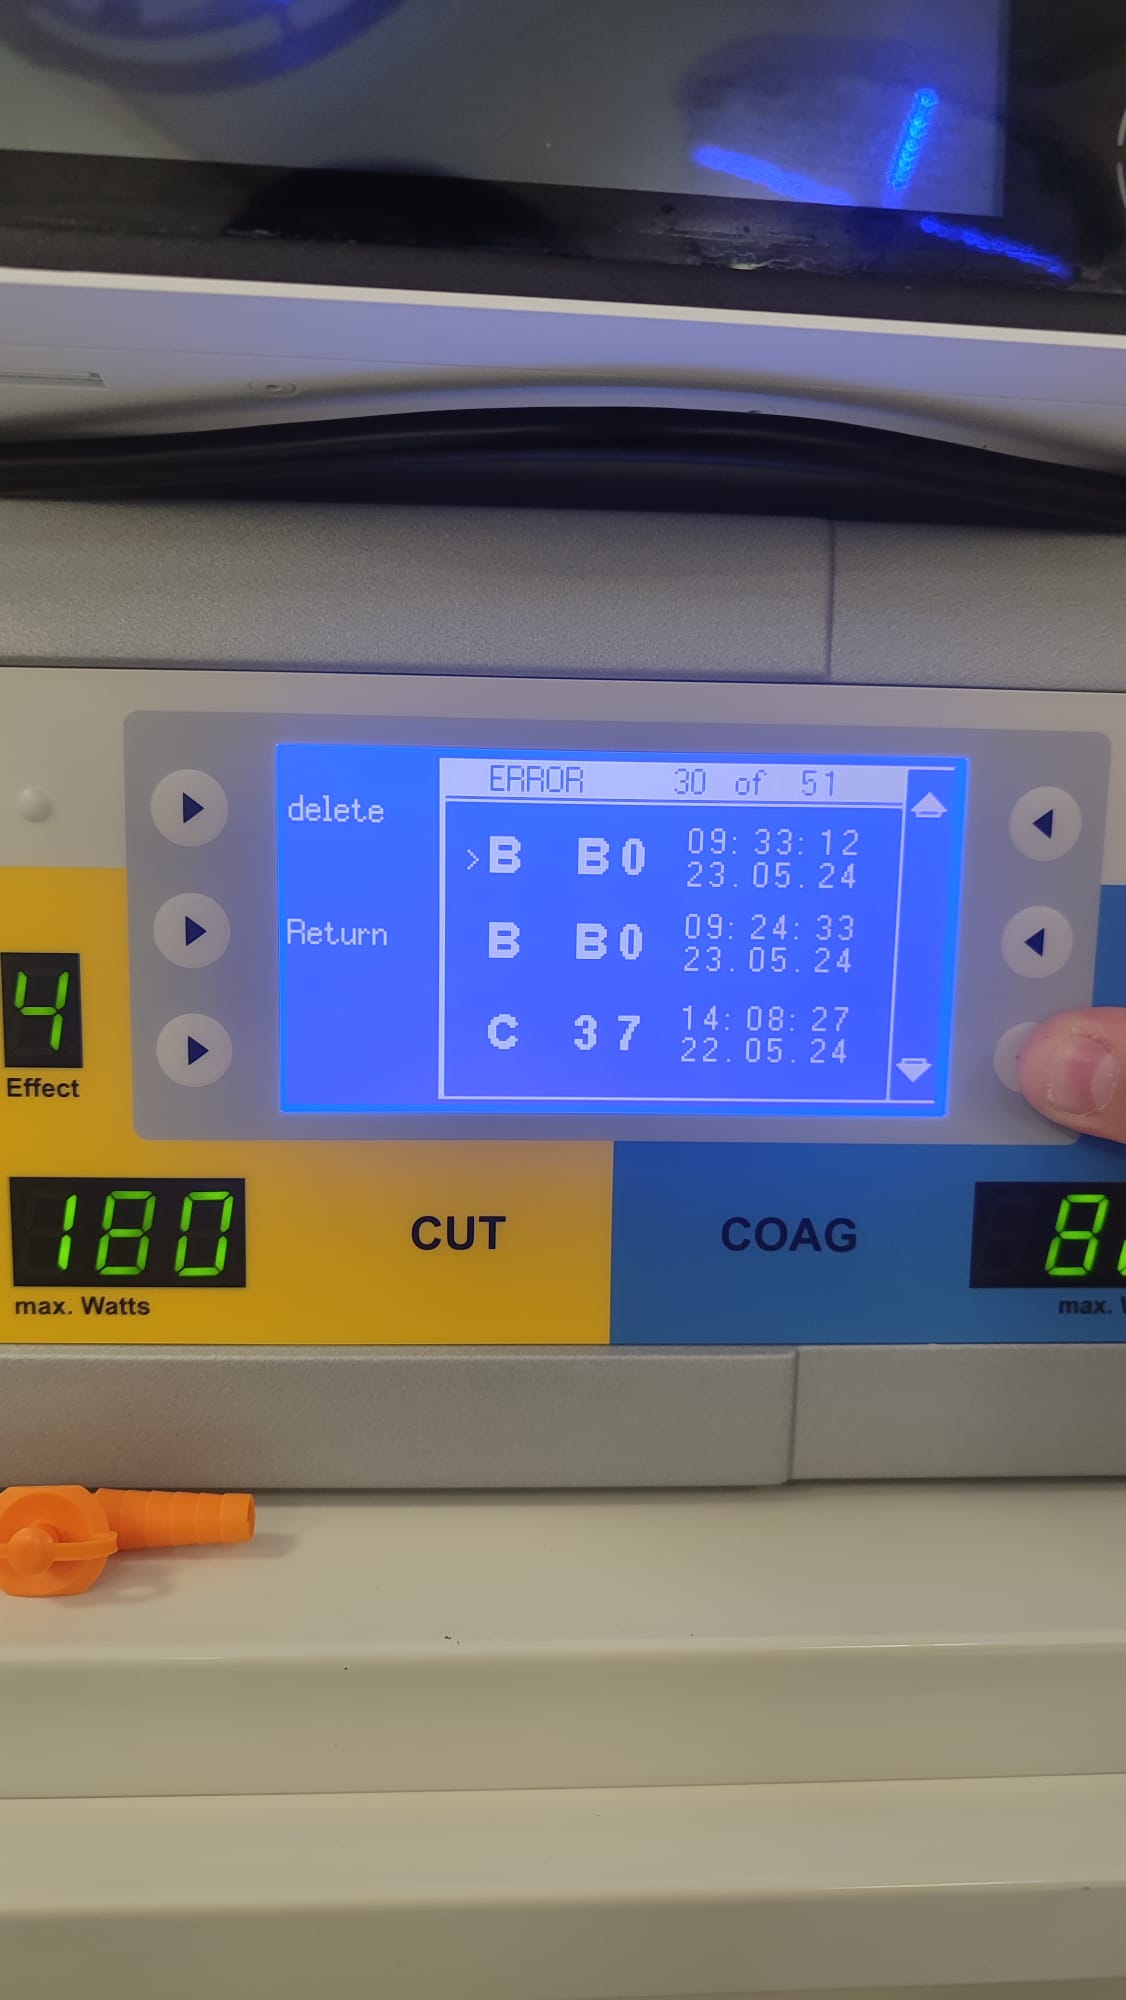 ERROR 30 of 51
delete
>B B0 09:33:12
23.05.24
Return
B B0 09:24:33
23.05.24
C 37 14:08:27
22.05.24
4
Effect
180
max. Watts
CUT
COAG
8
max.